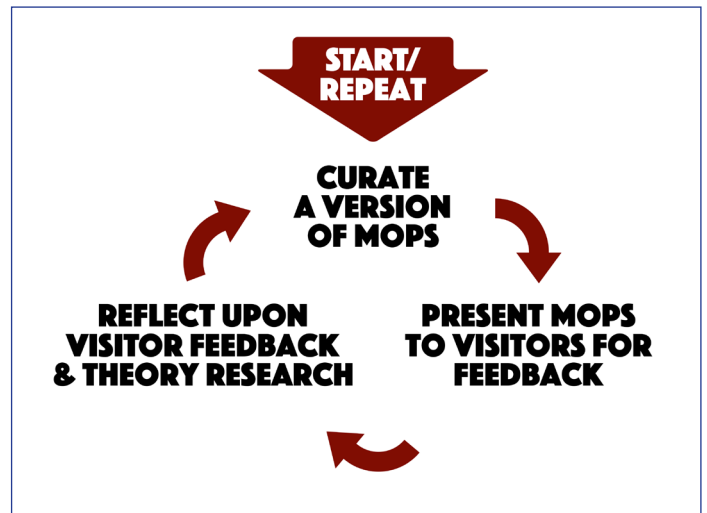 START/
REPEAT
CURATE
A VERSION
OF MOPS
PRESENT MOPS
TO VISITORS FOR
FEEDBACK
REFLECT UPON
VISITOR FEEDBACK
& THEORY RESEARCH